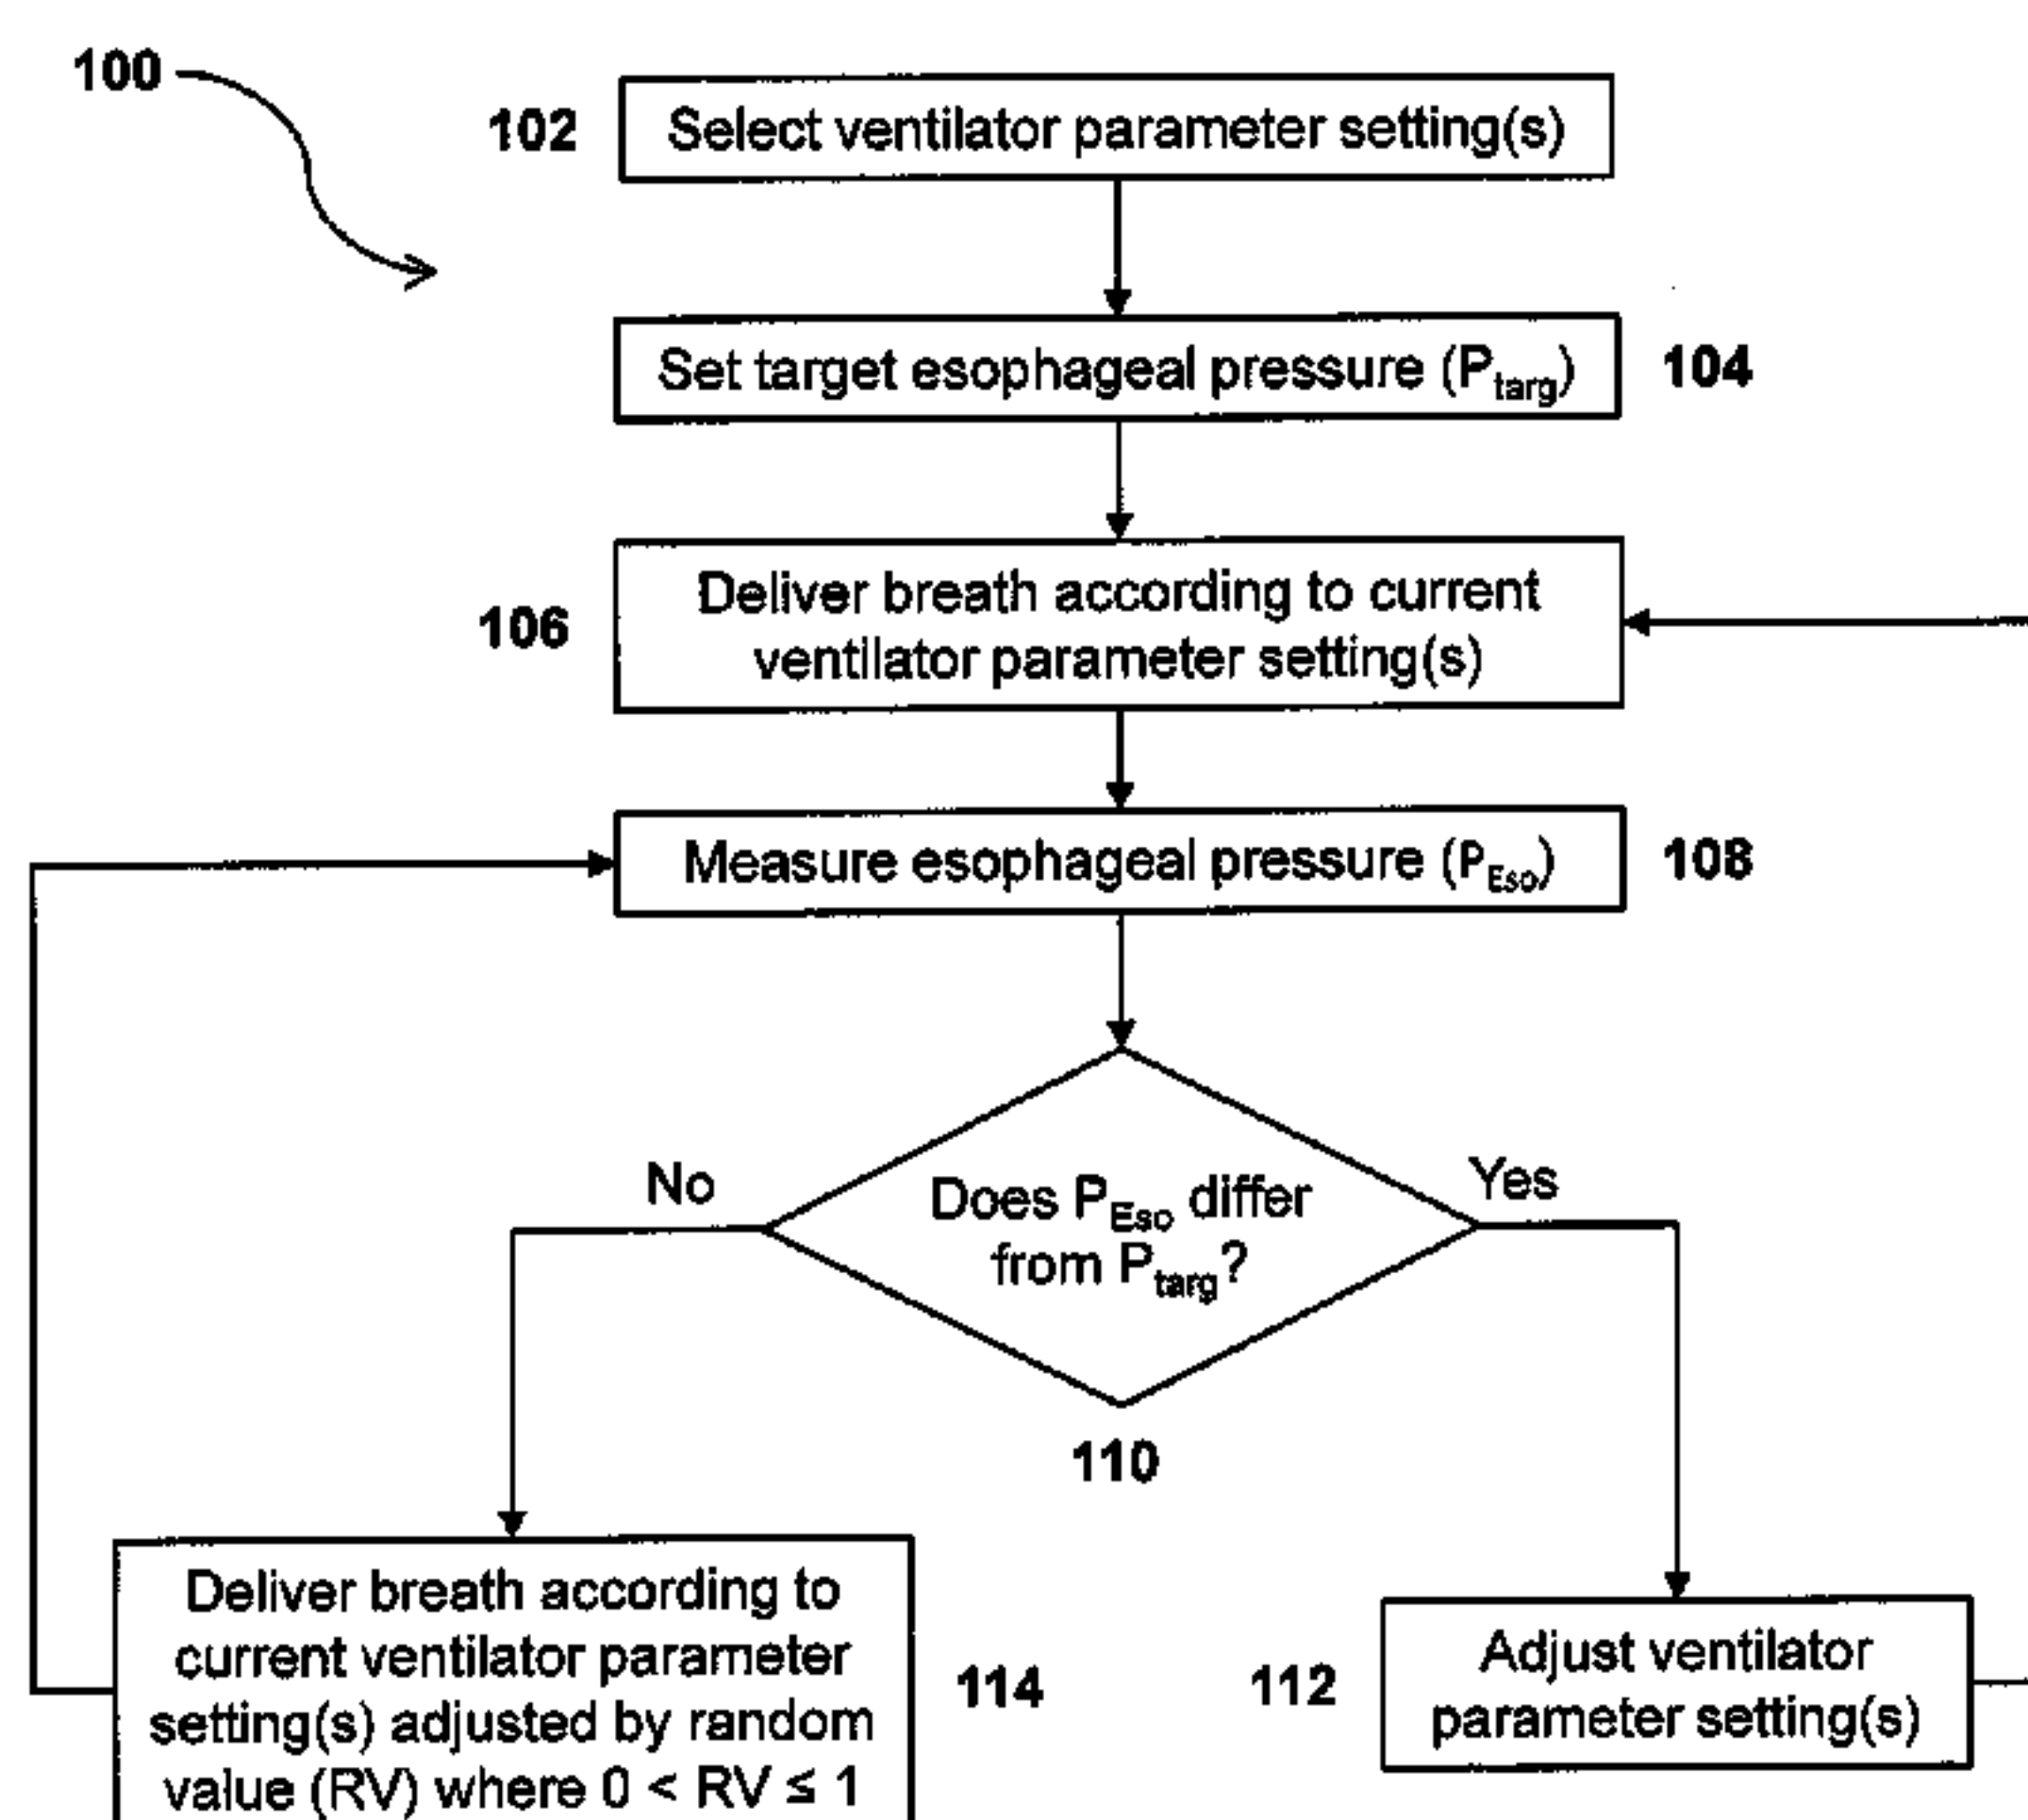 100
102
Select ventilator parameter setting(s)
Set target esophageal pressure (Ptarg)
104
106
Deliver breath according to current
ventilator parameter setting(s)
Measure esophageal pressure (PEso)
108
No
Yes
Does PEso differ
from Ptarg?
110
Deliver breath according to
current ventilator parameter
setting(s) adjusted by random
value (RV) where 0 < RV ≤ 1
114
112
Adjust ventilator
parameter setting(s)